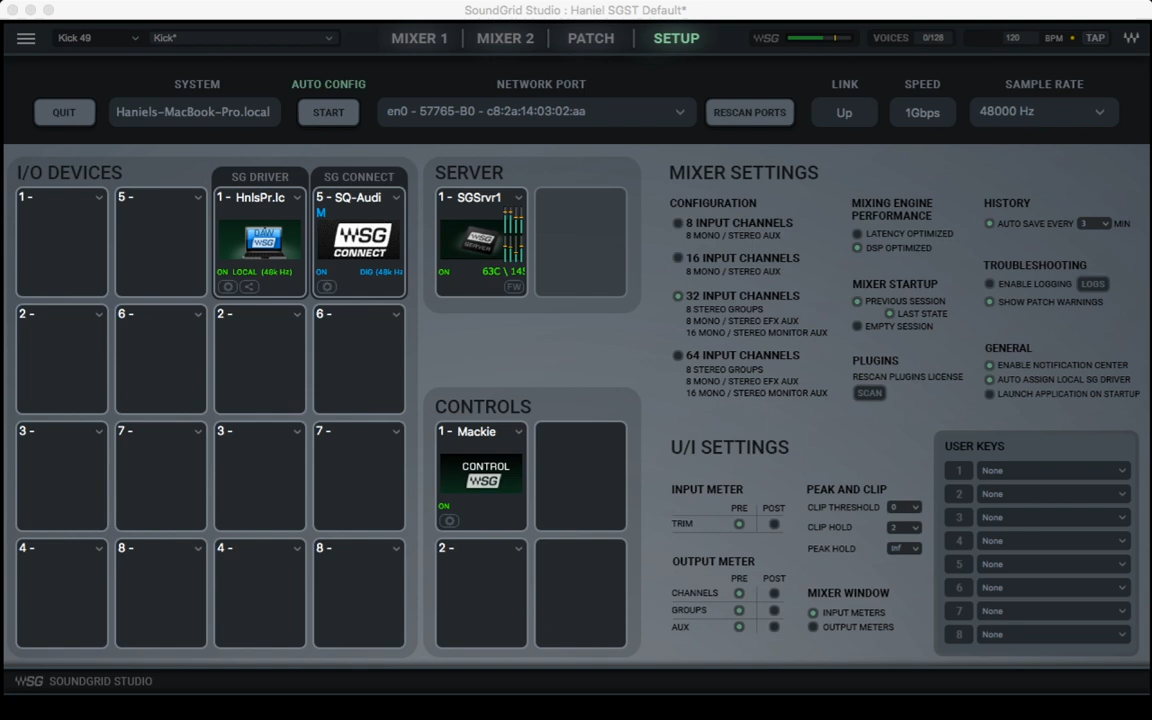 SoundGrid Studio : Haniel SGST Default*
Kick 49 Kick* MIXER 1 MIXER 2 PATCH SETUP WSG VOICES 0/128 120 BPM TAP
SYSTEM AUTO CONFIG NETWORK PORT LINK SPEED SAMPLE RATE
QUIT Haniels-MacBook-Pro.local START en0 - 57765-B0 - c8:2a:14:03:02:aa RESCAN PORTS Up 1Gbps 48000 Hz
I/O DEVICES
SG DRIVER SG CONNECT
1 - 5 - 1 - HnlsPr.lc 5 - SQ-Audi
M
DAW WSG WSG CONNECT
ON LOCAL (48k Hz) ON DIG (48k Hz
2 - 6 - 2 - 6 -
3 - 7 - 3 - 7 -
4 - 8 - 4 - 8 -
SERVER
1 - SGSrvr1
WSG SERVER
ON 63C \ 145
FW
CONTROLS
1 - Mackie
CONTROL
WSG
ON
2 -
MIXER SETTINGS
CONFIGURATION
8 INPUT CHANNELS
8 MONO / STEREO AUX
16 INPUT CHANNELS
8 MONO / STEREO AUX
32 INPUT CHANNELS
8 STEREO GROUPS
8 MONO / STEREO EFX AUX
16 MONO / STEREO MONITOR AUX
64 INPUT CHANNELS
8 STEREO GROUPS
8 MONO / STEREO EFX AUX
16 MONO / STEREO MONITOR AUX
MIXING ENGINE
PERFORMANCE
LATENCY OPTIMIZED
DSP OPTIMIZED
MIXER STARTUP
PREVIOUS SESSION
LAST STATE
EMPTY SESSION
PLUGINS
RESCAN PLUGINS LICENSE
SCAN
HISTORY
AUTO SAVE EVERY 3 MIN
TROUBLESHOOTING
ENABLE LOGGING LOGS
SHOW PATCH WARNINGS
GENERAL
ENABLE NOTIFICATION CENTER
AUTO ASSIGN LOCAL SG DRIVER
LAUNCH APPLICATION ON STARTUP
U/I SETTINGS
INPUT METER
PRE POST
TRIM
OUTPUT METER
PRE POST
CHANNELS
GROUPS
AUX
PEAK AND CLIP
CLIP THRESHOLD 0
CLIP HOLD 2
PEAK HOLD Inf
MIXER WINDOW
INPUT METERS
OUTPUT METERS
USER KEYS
1 None
2 None
3 None
4 None
5 None
6 None
7 None
8 None
WSG SOUNDGRID STUDIO